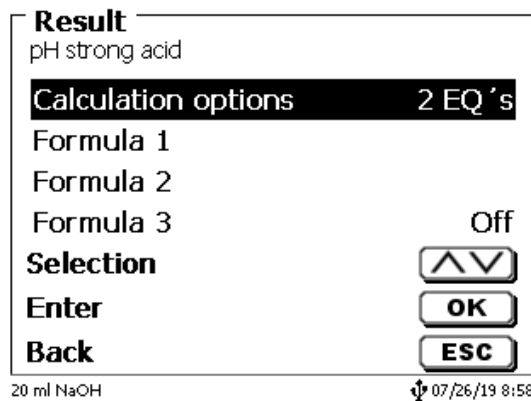 Result
pH strong acid
Calculation options 2 EQ´s
Formula 1
Formula 2
Formula 3 Off
Selection
Enter OK
Back ESC
20 ml NaOH 07/26/19 8:58